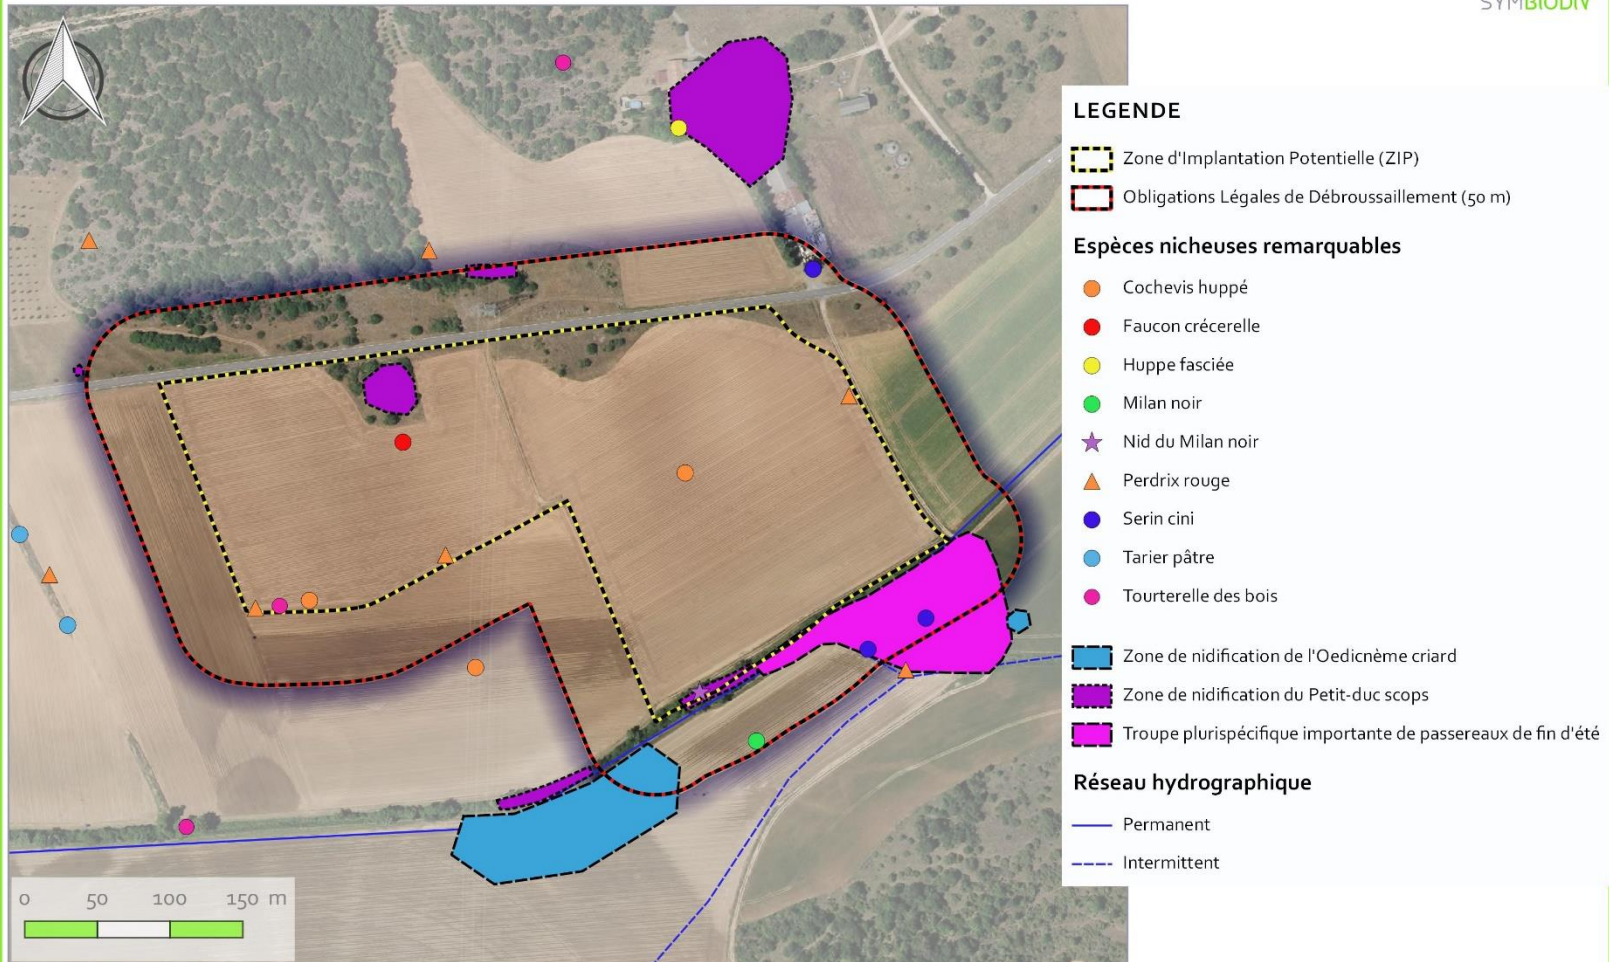 SYMBIODIV
LEGENDE
Zone d'Implantation Potentielle (ZIP)
Obligations Légales de Débroussaillement (50 m)
Espèces nicheuses remarquables
Cochevis huppé
Faucon crécerelle
Huppe fasciée
Milan noir
Nid du Milan noir
Perdrix rouge
Serin cini
Tarier pâtre
Tourterelle des bois
Zone de nidification de l'Oedicnème criard
Zone de nidification du Petit-duc scops
Troupe plurispécifique importante de passereaux de fin d'été
Réseau hydrographique
Permanent
Intermittent
0 50 100 150 m